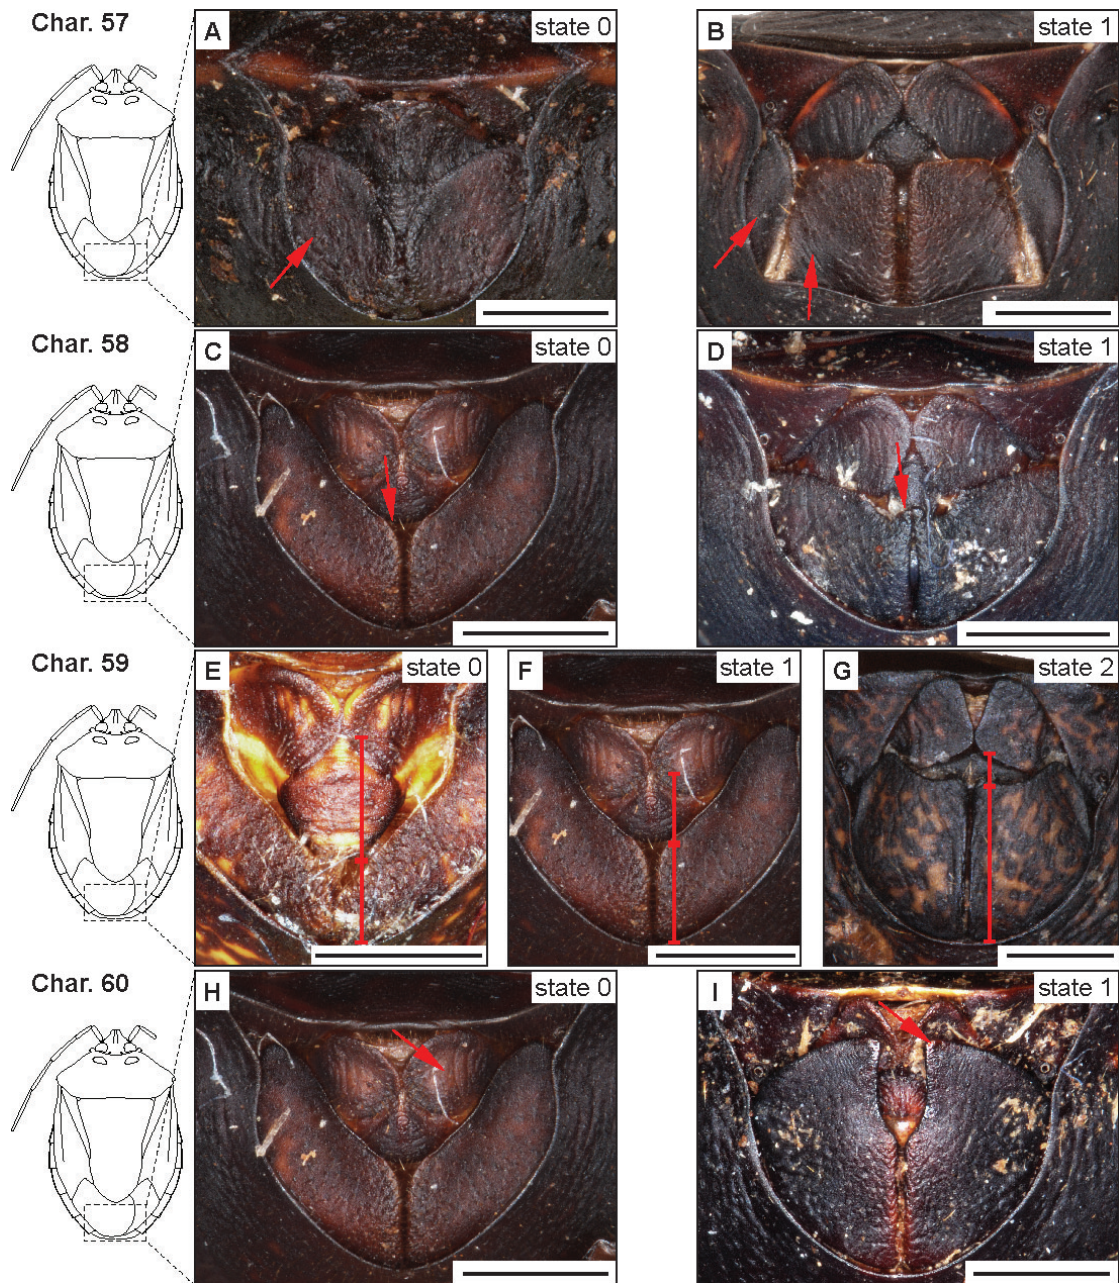 Char. 57
A
state 0
B
state 1
Char. 58
C
state 0
D
state 1
Char. 59
E
state 0
F
state 1
G
state 2
Char. 60
H
state 0
I
state 1